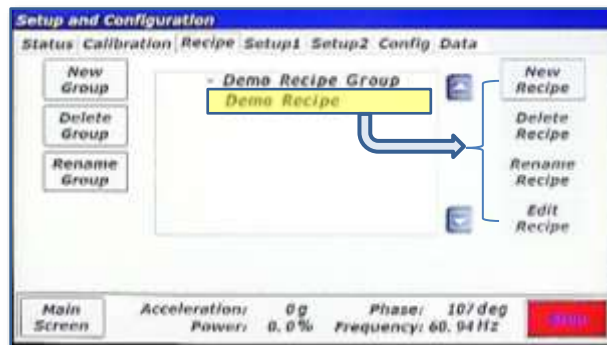 Setup and Configuration
Status Calibration Recipe Setup1 Setup2 Config Data
New
Group
Delete
Group
Rename
Group
- Demo Recipe Group
Demo Recipe
New
Recipe
Delete
Recipe
Rename
Recipe
Edit
Recipe
Main
Screen
Acceleration: 0 g Phase: 107 deg
Power: 0.0% Frequency: 60.94 Hz
Stop